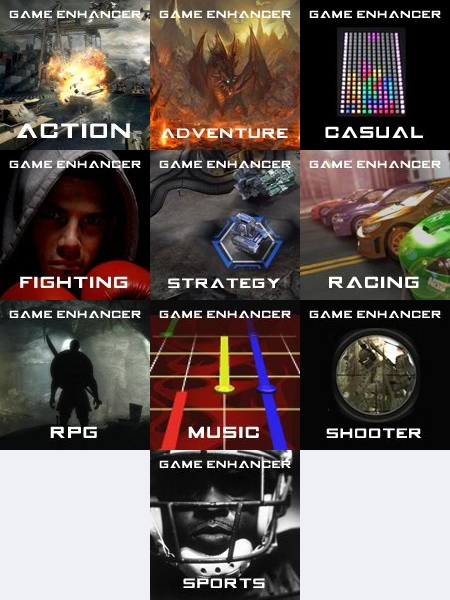 GAME ENHANCER
ACTION
GAME ENHANCER
ADVENTURE
GAME ENHANCER
CASUAL
GAME ENHANCER
FIGHTING
GAME ENHANCER
STRATEGY
GAME ENHANCER
RACING
GAME ENHANCER
RPG
GAME ENHANCER
MUSIC
GAME ENHANCER
SHOOTER
GAME ENHANCER
SPORTS